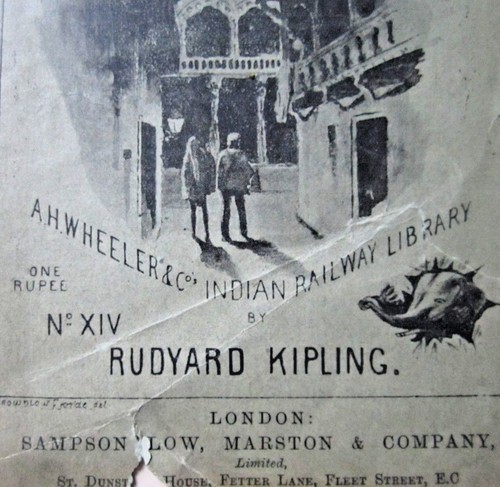 A.H. WHEELER & Co's, INDIAN RAILWAY LIBRARY
ONE
RUPEE
No. XIV
BY
RUDYARD KIPLING.
del.
LONDON:
SAMPSON LOW, MARSTON & COMPANY,
Limited,
ST. DUNST HOUSE, FETTER LANE, FLEET STREET, E.C